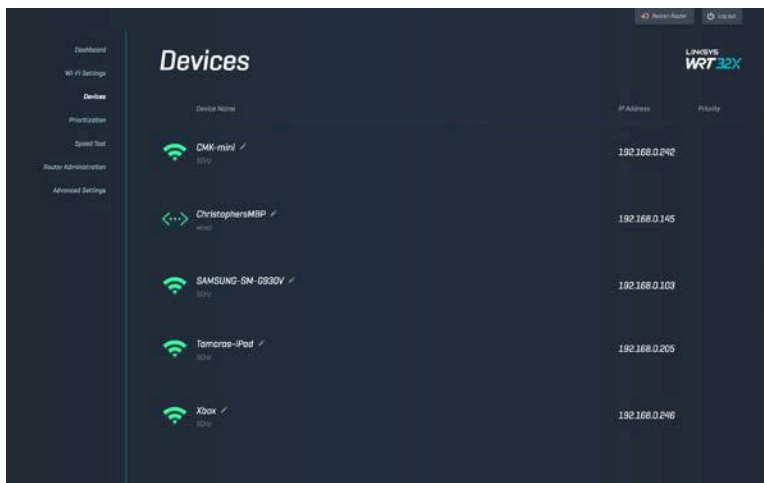 Restart Router
Log out
Dashboard
Wi-Fi Settings
Devices
Prioritization
Speed Test
Router Administration
Advanced Settings
Devices
LINKSYS
WRT 32X
Device Name
IP Address
Priority
CMK-mini
5GHz
192.168.0.242
ChristophersMBP
wired
192.168.0.145
SAMSUNG-SM-G930V
5GHz
192.168.0.103
Tamaras-iPad
5GHz
192.168.0.205
Xbox
5GHz
192.168.0.246